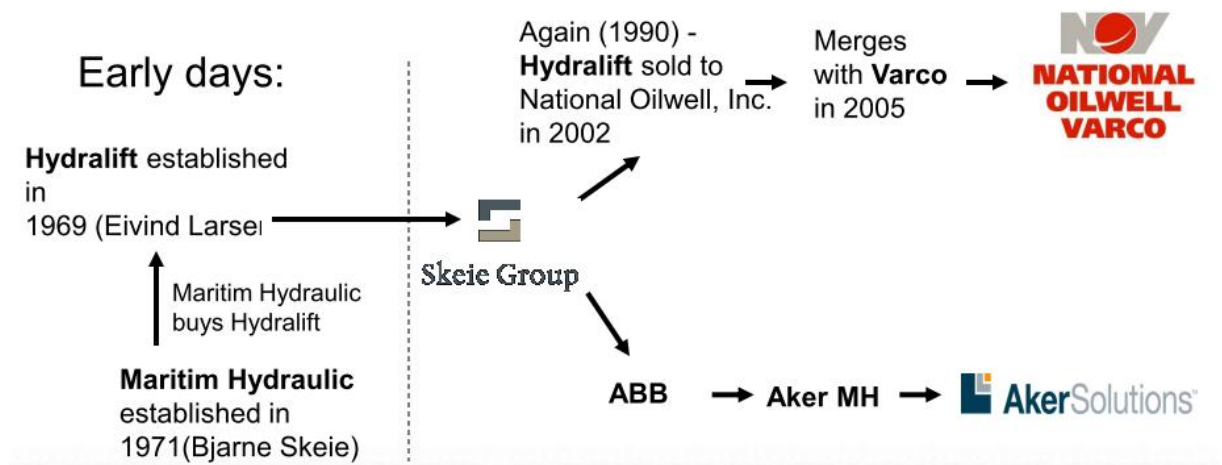 Early days:
Hydralift established
in
1969 (Eivind Larse
Maritim Hydraulic
buys Hydralift
Maritim Hydraulic
established in
1971(Bjarne Skeie)
Skeie Group
Again (1990) -
Hydralift sold to
National Oilwell, Inc.
in 2002
Merges
with Varco
in 2005
NOV
NATIONAL
OILWELL
VARCO
ABB
Aker MH
AkerSolutions